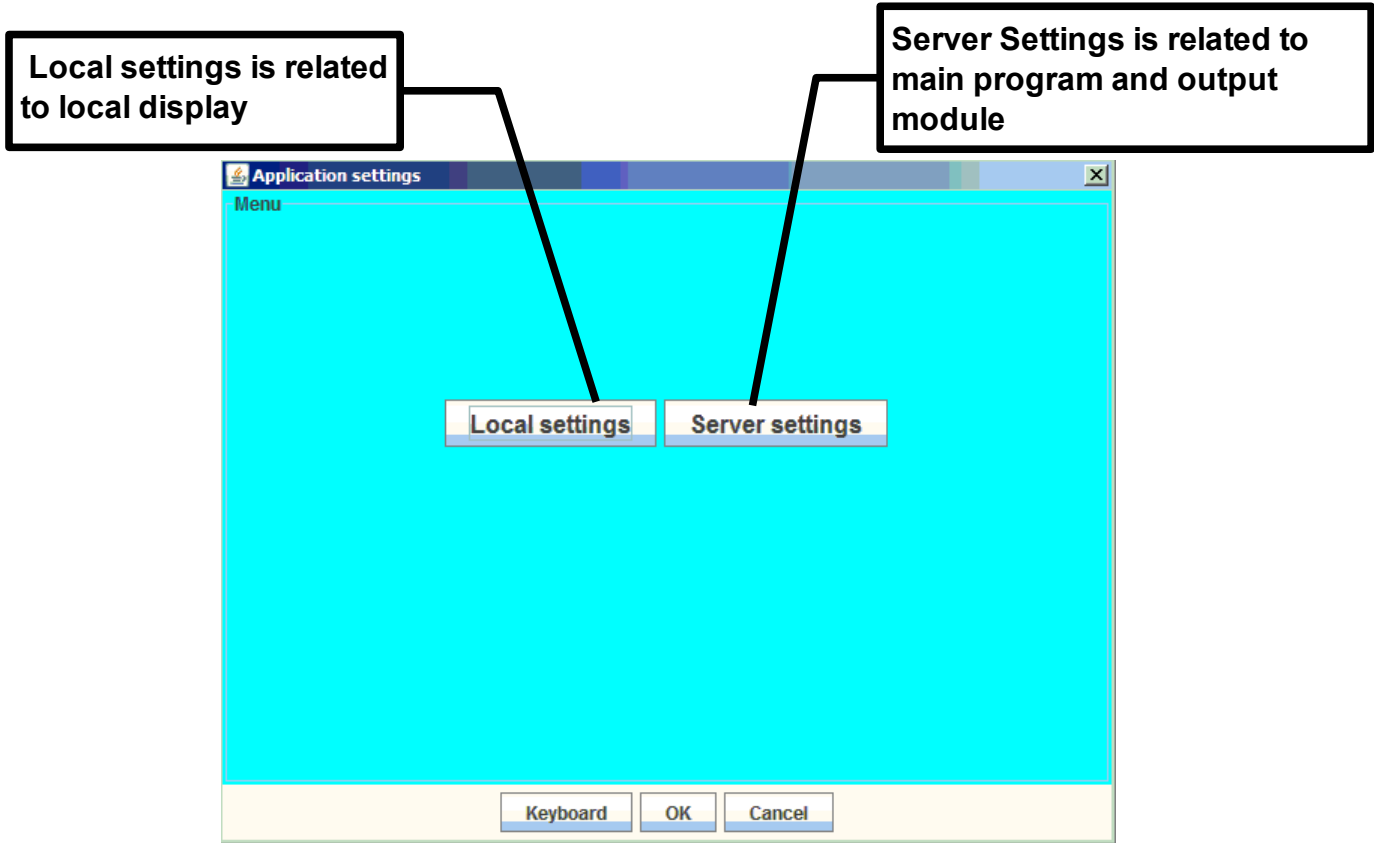 Local settings is related
to local display
Server Settings is related to
main program and output
module
Application settings
Menu
Local settings
Server settings
Keyboard
OK
Cancel